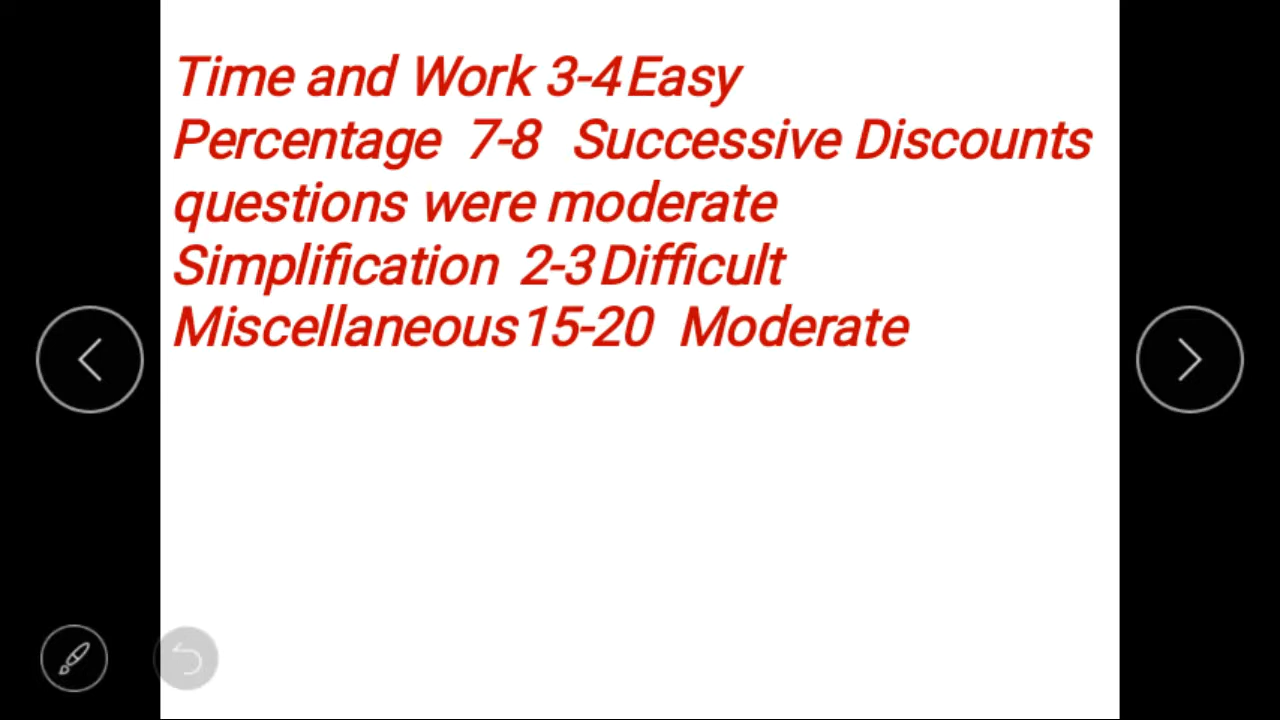 Time and Work 3-4 Easy
Percentage 7-8 Successive Discounts
questions were moderate
Simplification 2-3 Difficult
Miscellaneous 15-20 Moderate